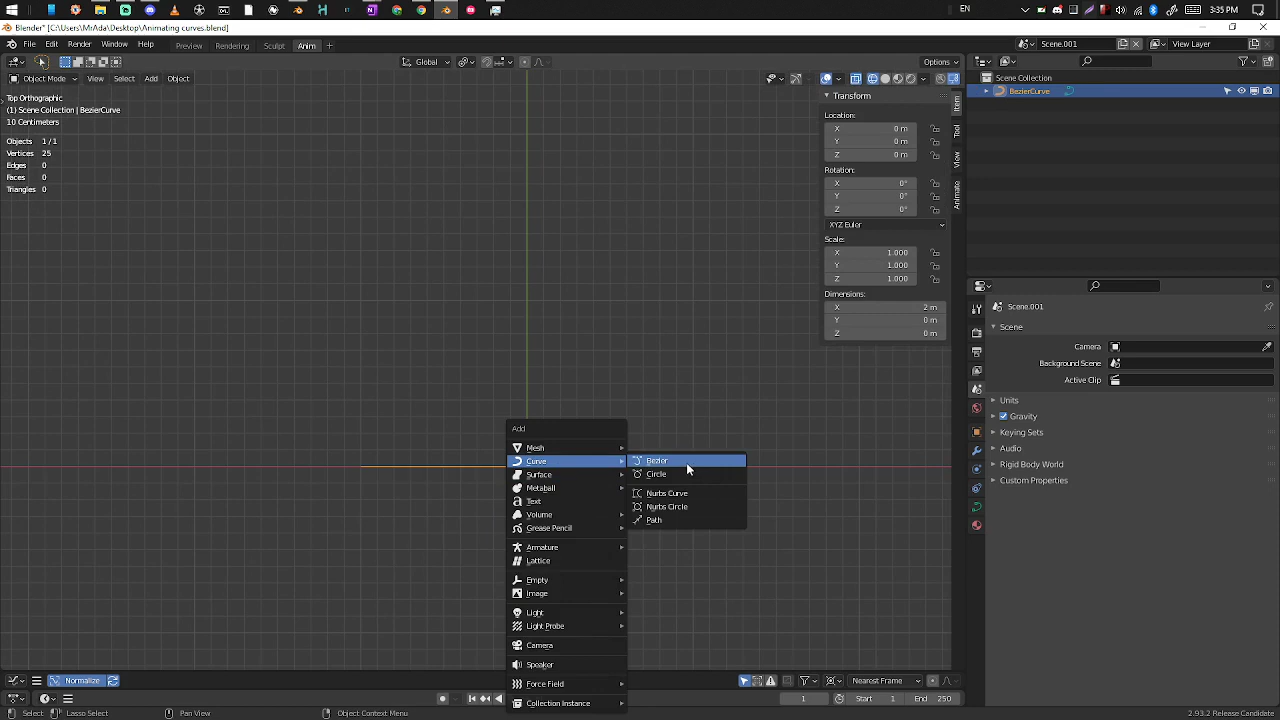 EN
3:35 PM
Blender* [C:\Users\MrAda\Desktop\Animating curves.blend]
File Edit Render Window Help
Preview Rendering Sculpt Anim +
Scene.001
View Layer
Global
Options
Object Mode View Select Add Object
Scene Collection
BezierCurve
Top Orthographic
(1) Scene Collection | BezierCurve
10 Centimeters
Objects 1/1
Vertices 25
Edges 0
Faces 0
Triangles 0
Transform
Location:
X 0 m
Y 0 m
Z 0 m
Rotation:
X 0°
Y 0°
Z 0°
XYZ Euler
Scale:
X 1.000
Y 1.000
Z 1.000
Dimensions:
X 2 m
Y 0 m
Z 0 m
Item
Tool
View
Animate
Scene.001
Scene
Camera
Background Scene
Active Clip
Units
Gravity
Keying Sets
Audio
Rigid Body World
Custom Properties
Add
Mesh
Curve
Surface
Metaball
Text
Volume
Grease Pencil
Armature
Lattice
Empty
Image
Light
Light Probe
Camera
Speaker
Force Field
Collection Instance
Bezier
Circle
Nurbs Curve
Nurbs Circle
Path
Normalize
Nearest Frame
1
Start 1
End 250
Select
Lasso Select
Pan View
Object Context Menu
2.93.2 Release Candidate